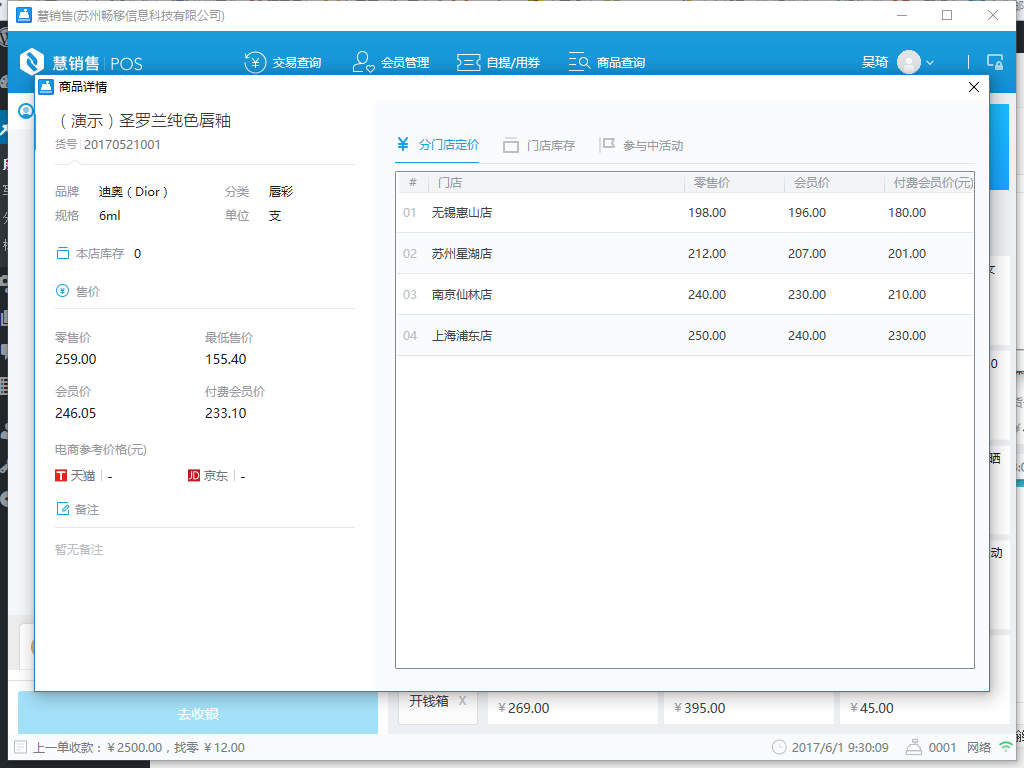 慧销售(苏州畅移信息科技有限公司)
慧销售 POS
交易查询
会员管理
自提/用券
商品查询
吴琦
商品详情
（演示）圣罗兰纯色唇釉
货号 20170521001
品牌 迪奥（Dior） 分类 唇彩
规格 6ml 单位 支
本店库存 0
售价
零售价 最低售价
259.00 155.40
会员价 付费会员价
246.05 233.10
电商参考价格(元)
T 天猫 - JD 京东 -
备注
暂无备注
¥ 分门店定价 门店库存 参与中活动
# 门店 零售价 会员价 付费会员价(元)
01 无锡惠山店 198.00 196.00 180.00
02 苏州星湖店 212.00 207.00 201.00
03 南京仙林店 240.00 230.00 210.00
04 上海浦东店 250.00 240.00 230.00
0
晒
动
去收银
开钱箱 X
¥269.00
¥395.00
¥45.00
上一单收款：¥2500.00，找零 ¥12.00
2017/6/1 9:30:09
0001
网络